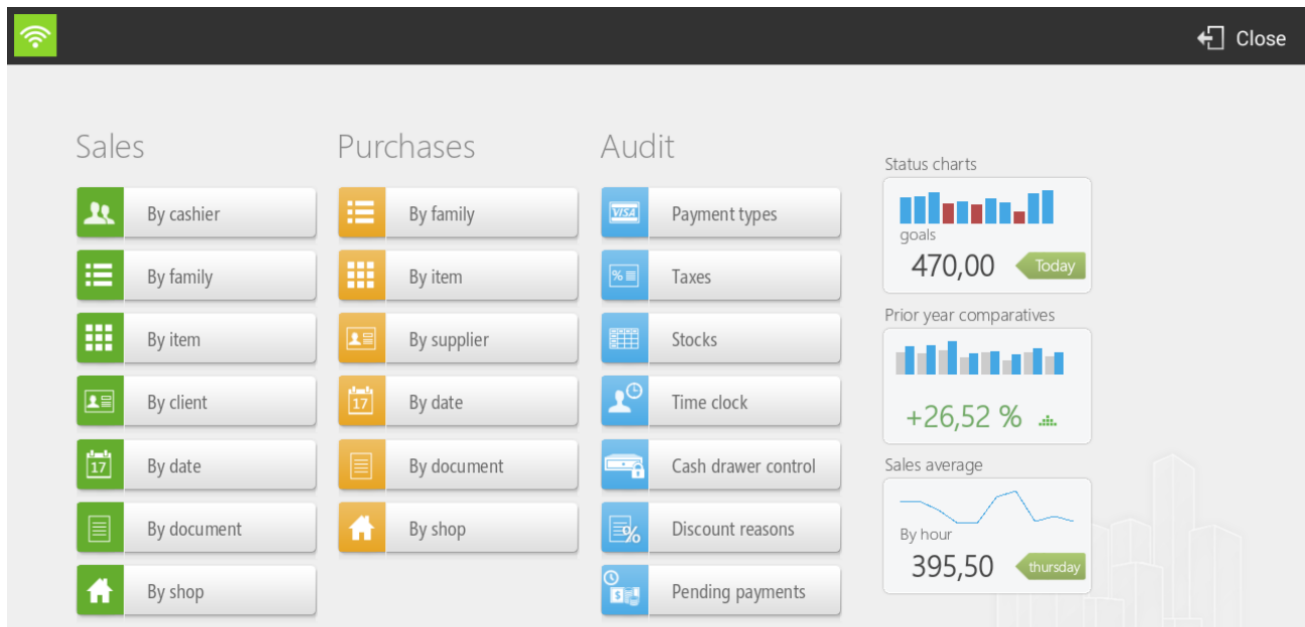 Close
Sales
By cashier
By family
By item
By client
17
By date
By document
By shop
Purchases
By family
By item
By supplier
17
By date
By document
By shop
Audit
VISA
Payment types
%
Taxes
Stocks
Time clock
Cash drawer control
%
Discount reasons
$
Pending payments
Status charts
goals
470,00
Today
Prior year comparatives
+26,52 %
Sales average
By hour
395,50
thursday